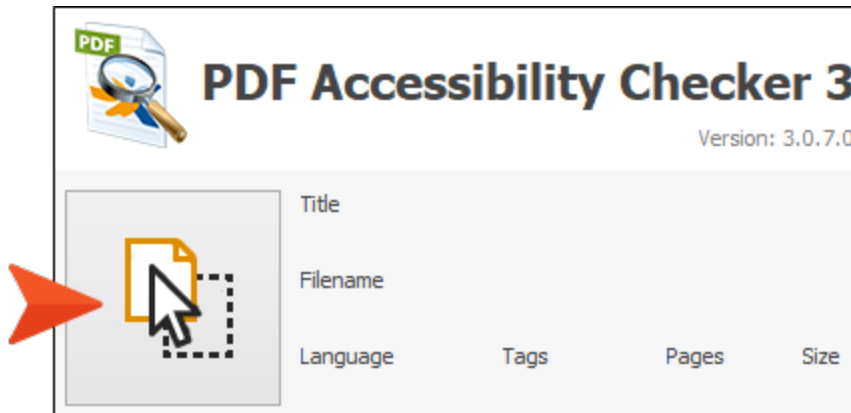 PDF
PDF Accessibility Checker 3
Version: 3.0.7.0
Title
Filename
Language Tags Pages Size